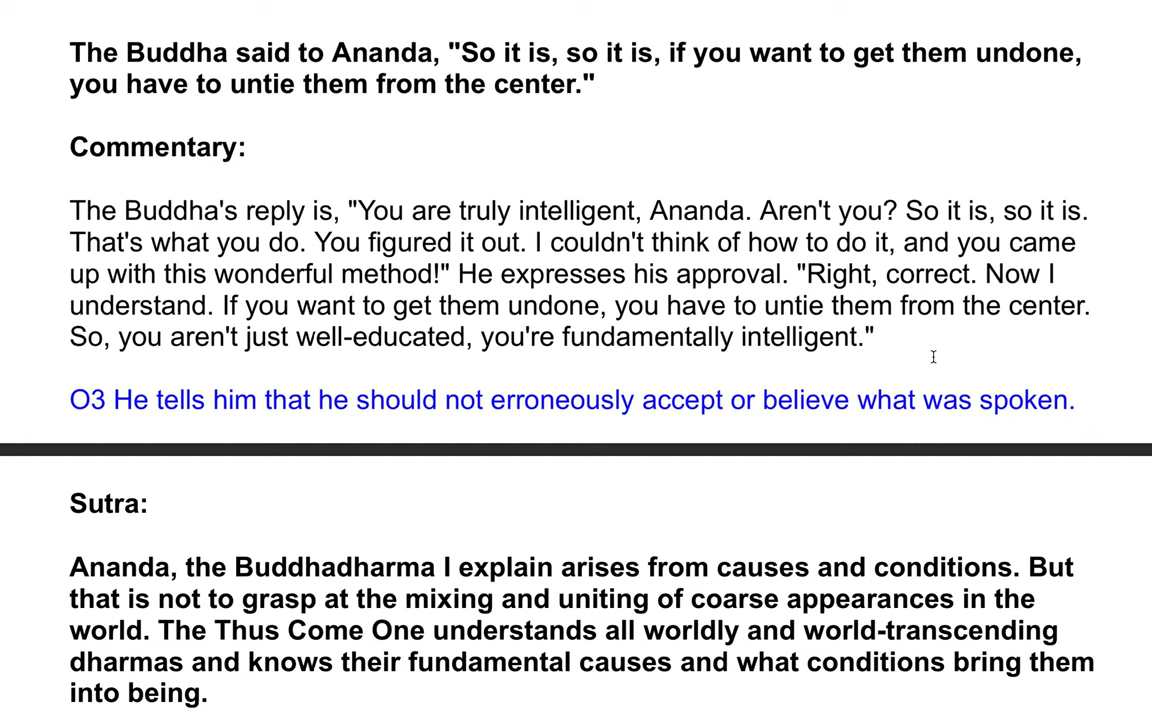 The Buddha said to Ananda, "So it is, so it is, if you want to get them undone,
you have to untie them from the center."
Commentary:
The Buddha's reply is, "You are truly intelligent, Ananda. Aren't you? So it is, so it is.
That's what you do. You figured it out. I couldn't think of how to do it, and you came
up with this wonderful method!" He expresses his approval. "Right, correct. Now I
understand. If you want to get them undone, you have to untie them from the center.
So, you aren't just well-educated, you're fundamentally intelligent."
O3 He tells him that he should not erroneously accept or believe what was spoken.
Sutra:
Ananda, the Buddhadharma I explain arises from causes and conditions. But
that is not to grasp at the mixing and uniting of coarse appearances in the
world. The Thus Come One understands all worldly and world-transcending
dharmas and knows their fundamental causes and what conditions bring them
into being.